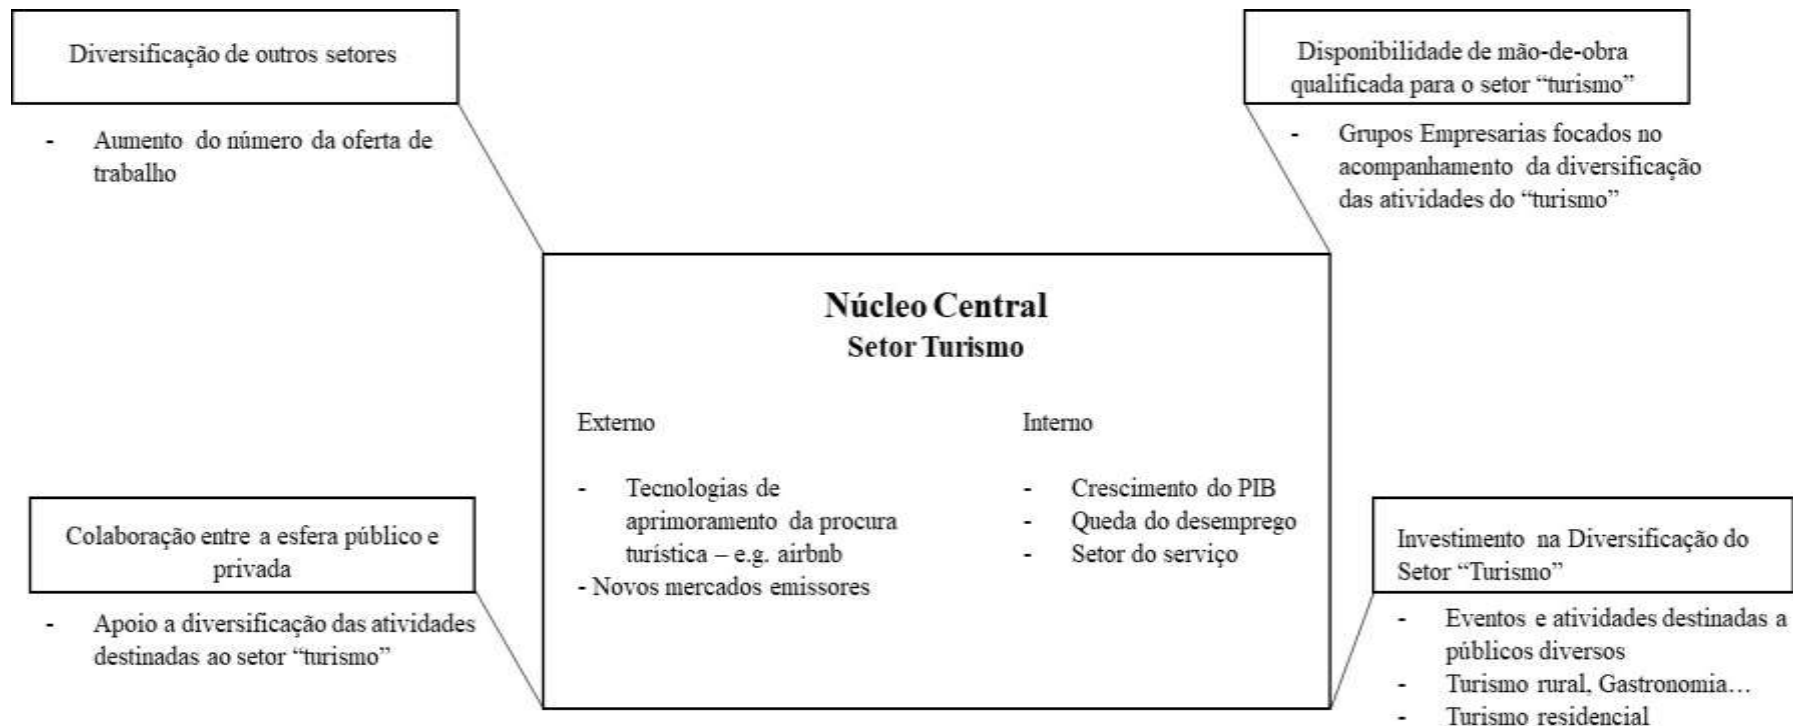 Diversificação de outros setores
- Aumento do número da oferta de
trabalho
Disponibilidade de mão-de-obra
qualificada para o setor “turismo”
- Grupos Empresarias focados no
acompanhamento da diversificação
das atividades do “turismo”
Núcleo Central
Setor Turismo
Externo
- Tecnologias de
aprimoramento da procura
turística – e.g. airbnb
- Novos mercados emissores
Interno
- Crescimento do PIB
- Queda do desemprego
- Setor do serviço
Colaboração entre a esfera público e
privada
- Apoio a diversificação das atividades
destinadas ao setor “turismo”
Investimento na Diversificação do
Setor “Turismo”
- Eventos e atividades destinadas a
públicos diversos
- Turismo rural, Gastronomia…
- Turismo residencial